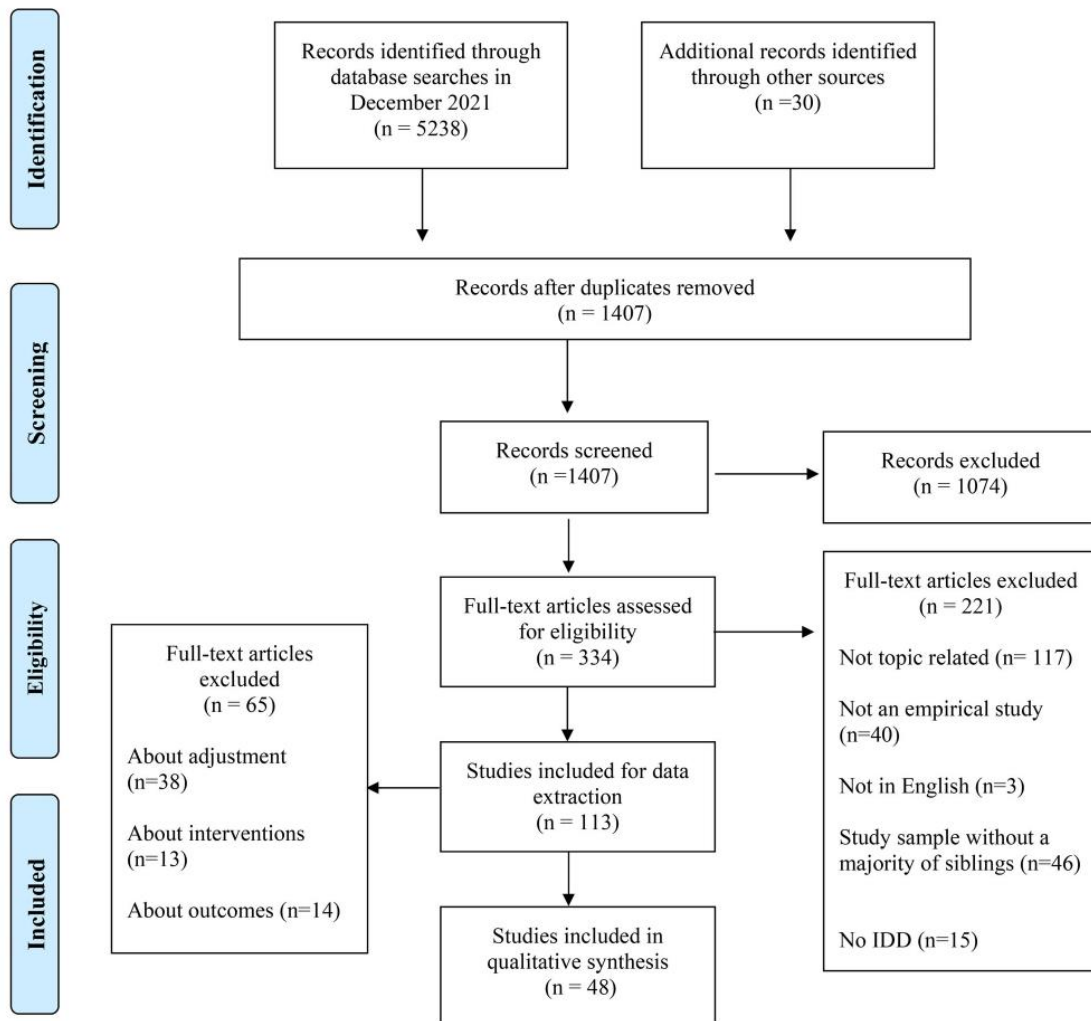 Identification
Records identified through
database searches in
December 2021
(n = 5238)
Additional records identified
through other sources
(n =30)
Records after duplicates removed
(n = 1407)
Screening
Records screened
(n =1407)
Records excluded
(n = 1074)
Eligibility
Full-text articles assessed
for eligibility
(n = 334)
Full-text articles excluded
(n = 221)
Not topic related (n= 117)
Not an empirical study
(n=40)
Not in English (n=3)
Study sample without a
majority of siblings (n=46)
No IDD (n=15)
Full-text articles
excluded
(n = 65)
About adjustment
(n=38)
About interventions
(n=13)
About outcomes (n=14)
Studies included for data
extraction
(n = 113)
Included
Studies included in
qualitative synthesis
(n = 48)